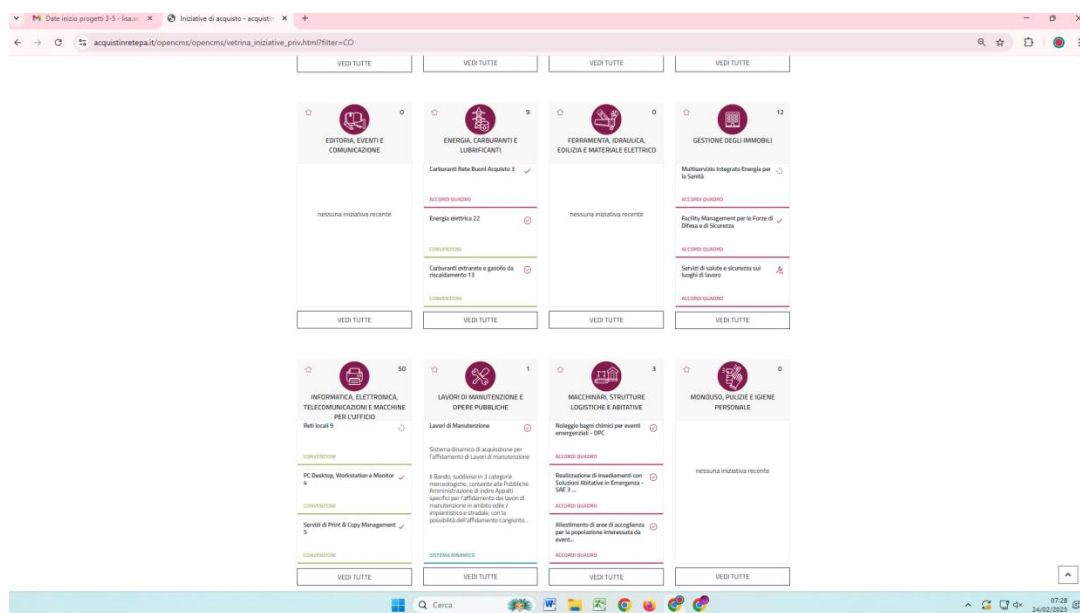 Date inizio progetti 3-5 - lisa.s
Iniziative di acquisto - acquistin
acquistinretepa.it/opencms/opencms/vetrina_iniziative_priv.html?filter=CO
VEDI TUTTE
VEDI TUTTE
VEDI TUTTE
VEDI TUTTE
0
EDITORIA, EVENTI E
COMUNICAZIONE
nessuna iniziativa recente
VEDI TUTTE
9
ENERGIA, CARBURANTI E
LUBRIFICANTI
Carburanti Rete Buoni Acquisto 3
ACCORDI QUADRO
Energia elettrica 22
CONVENZIONI
Carburanti extrarete e gasolio da
riscaldamento 13
CONVENZIONI
VEDI TUTTE
0
FERRAMENTA, IDRAULICA,
EDILIZIA E MATERIALE ELETTRICO
nessuna iniziativa recente
VEDI TUTTE
12
GESTIONE DEGLI IMMOBILI
Multiservizio Integrato Energia per
la Sanità
ACCORDI QUADRO
Facility Management per le Forze di
Difesa e di Sicurezza
ACCORDI QUADRO
Servizi di salute e sicurezza sui
luoghi di lavoro
ACCORDI QUADRO
VEDI TUTTE
50
INFORMATICA, ELETTRONICA,
TELECOMUNICAZIONI E MACCHINE
PER L'UFFICIO
Reti locali 9
CONVENZIONI
PC Desktop, Workstation e Monitor
4
CONVENZIONI
Servizi di Print & Copy Management
5
CONVENZIONI
VEDI TUTTE
1
LAVORI DI MANUTENZIONE E
OPERE PUBBLICHE
Lavori di Manutenzione
Sistema dinamico di acquisizione per
l'affidamento di Lavori di manutenzione
Il Bando, suddiviso in 3 categorie
merceologiche, consente alle Pubbliche
Amministrazione di indire Appalti
specifici per l'affidamento dei lavori di
manutenzione in ambito edile /
impiantistico e stradale, con la
possibilità dell'affidamento congiunto...
SISTEMA DINAMICO
VEDI TUTTE
3
MACCHINARI, STRUTTURE
LOGISTICHE E ABITATIVE
Noleggio bagni chimici per eventi
emergenziali - DPC
ACCORDI QUADRO
Realizzazione di insediamenti con
Soluzioni Abitative in Emergenza -
SAE 3 ...
ACCORDI QUADRO
Allestimento di aree di accoglienza
per la popolazione interessata da
event...
ACCORDI QUADRO
VEDI TUTTE
0
MONOUSO, PULIZIE E IGIENE
PERSONALE
nessuna iniziativa recente
VEDI TUTTE
Cerca
07:28
24/02/2025